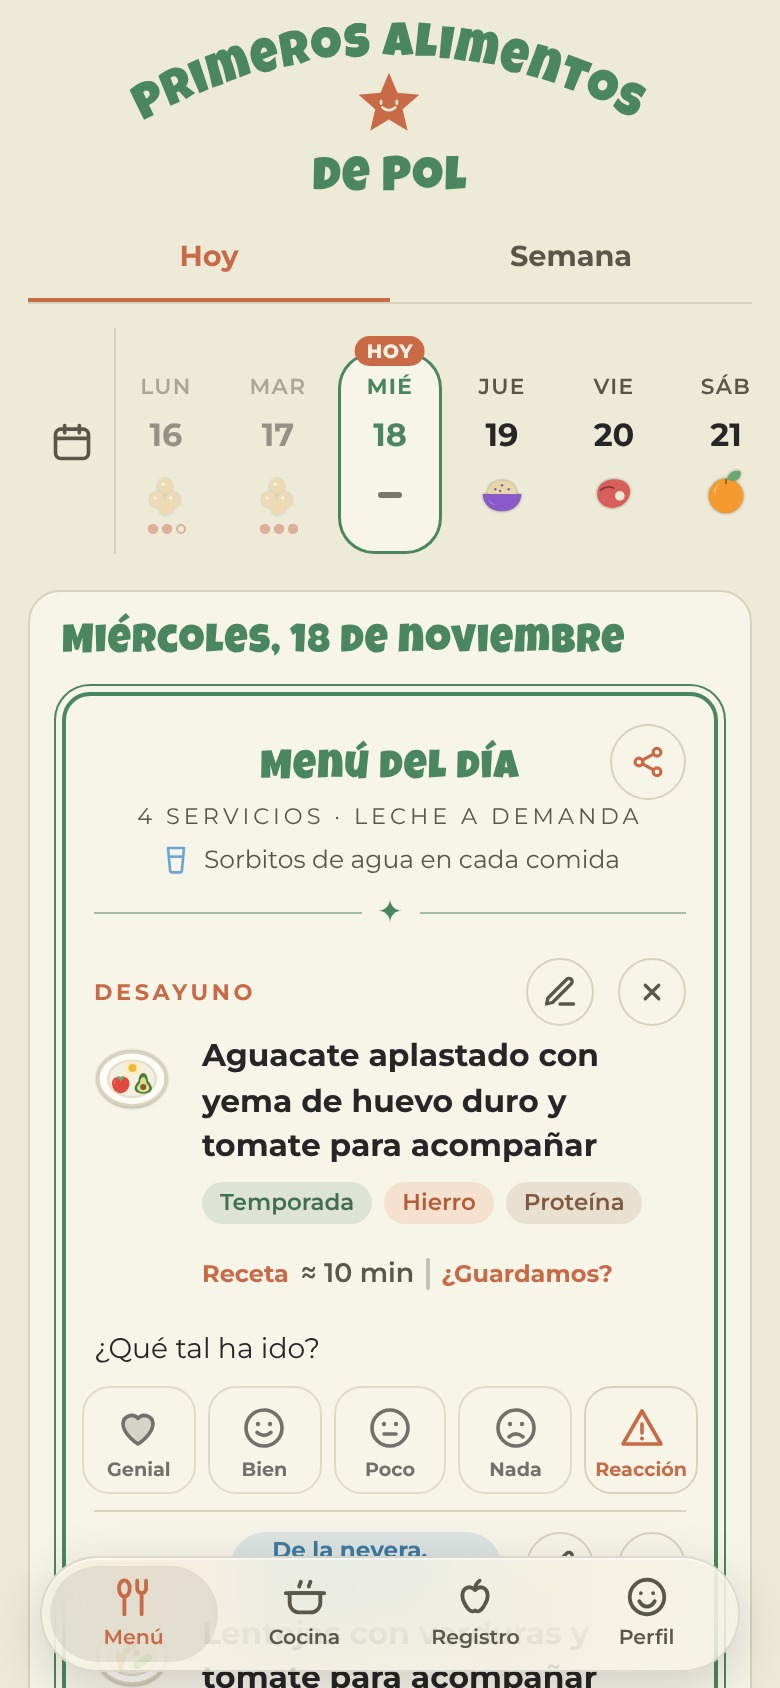 PRIMEROS ALIMENTOS
DE POL
Hoy
Semana
HOY
LUN
MAR
MIÉ
JUE
VIE
SÁB
16
17
18
19
20
21
Miércoles, 18 de noviembre
Menú del día
4 SERVICIOS · LECHE A DEMANDA
Sorbitos de agua en cada comida
DESAYUNO
Aguacate aplastado con
yema de huevo duro y
tomate para acompañar
Temporada
Hierro
Proteína
Receta ≈ 10 min | ¿Guardamos?
¿Qué tal ha ido?
Genial
Bien
Poco
Nada
Reacción
De la nevera.
Lentejas con verduras y
tomate para acompañar
Menú
Cocina
Registro
Perfil